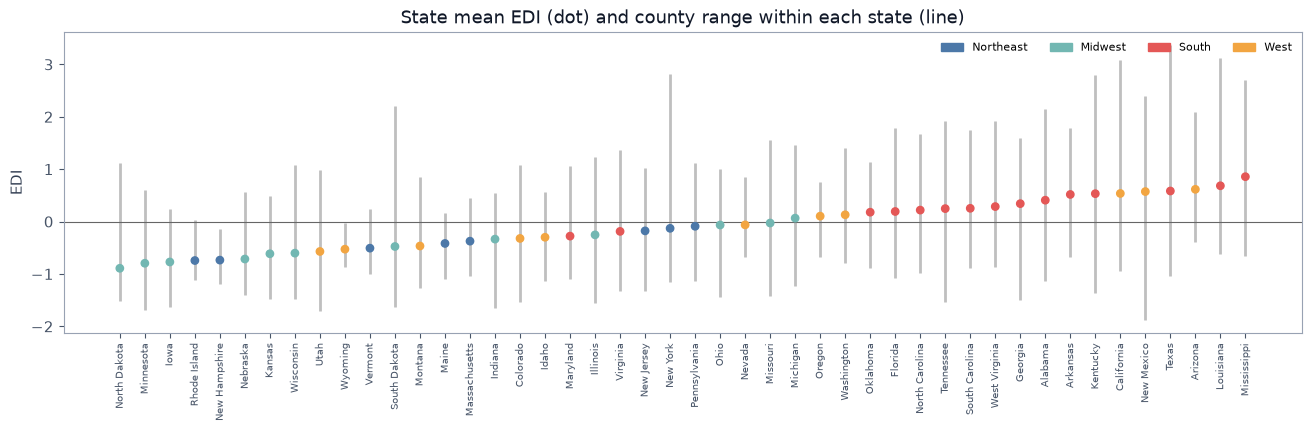 State mean EDI (dot) and county range within each state (line)
Northeast Midwest South West
EDI
3
2
1
0
−1
−2
North Dakota
Minnesota
Iowa
Rhode Island
New Hampshire
Nebraska
Kansas
Wisconsin
Utah
Wyoming
Vermont
South Dakota
Montana
Maine
Massachusetts
Indiana
Colorado
Idaho
Maryland
Illinois
Virginia
New Jersey
New York
Pennsylvania
Ohio
Nevada
Missouri
Michigan
Oregon
Washington
Oklahoma
Florida
North Carolina
Tennessee
South Carolina
West Virginia
Georgia
Alabama
Arkansas
Kentucky
California
New Mexico
Texas
Arizona
Louisiana
Mississippi